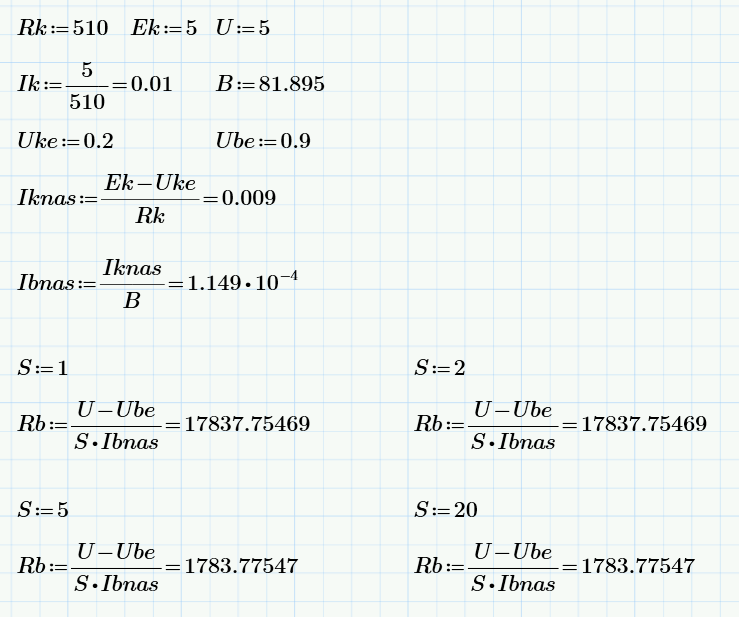 Rk:=510 Ek:=5 U:=5
Ik:=5/510=0.01 B:=81.895
Uke:=0.2 Ube:=0.9
Iknas:=(Ek−Uke)/Rk=0.009
Ibnas:=Iknas/B=1.149•10^−4
S:=1 S:=2
Rb:=(U−Ube)/(S•Ibnas)=17837.75469 Rb:=(U−Ube)/(S•Ibnas)=17837.75469
S:=5 S:=20
Rb:=(U−Ube)/(S•Ibnas)=1783.77547 Rb:=(U−Ube)/(S•Ibnas)=1783.77547